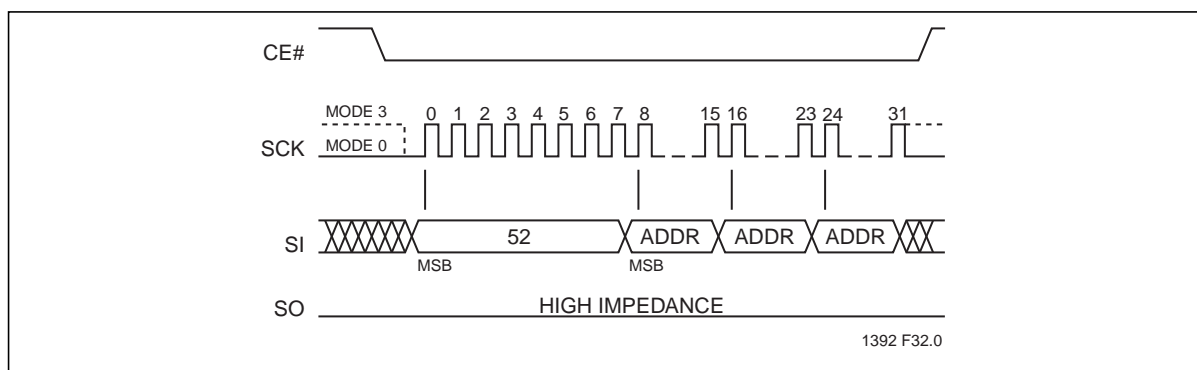 CE#
MODE 3 0 1 2 3 4 5 6 7 8 15 16 23 24 31
SCK MODE 0
SI 52 ADDR ADDR ADDR
MSB MSB
SO HIGH IMPEDANCE
1392 F32.0